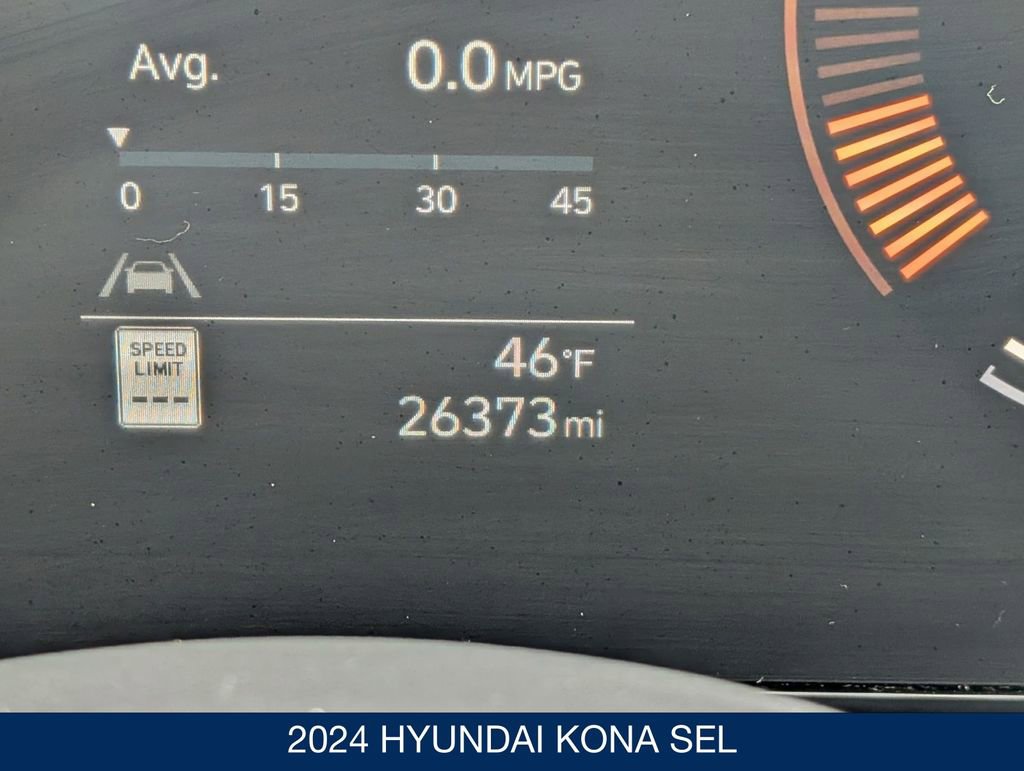 Avg. 0.0 MPG
0 15 30 45
SPEED
LIMIT
---
46°F
26373 mi
2024 HYUNDAI KONA SEL